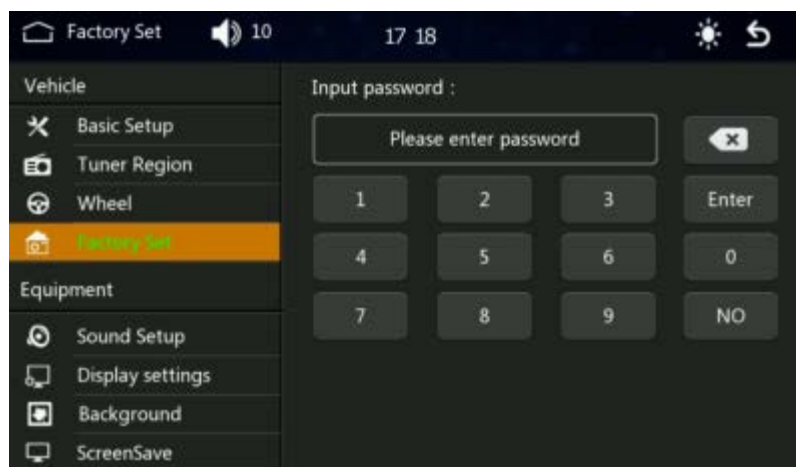 Factory Set 10 17 18
Vehicle
Basic Setup
Tuner Region
Wheel
Factory Set
Equipment
Sound Setup
Display settings
Background
ScreenSave
Input password :
Please enter password
1 2 3 Enter
4 5 6 0
7 8 9 NO